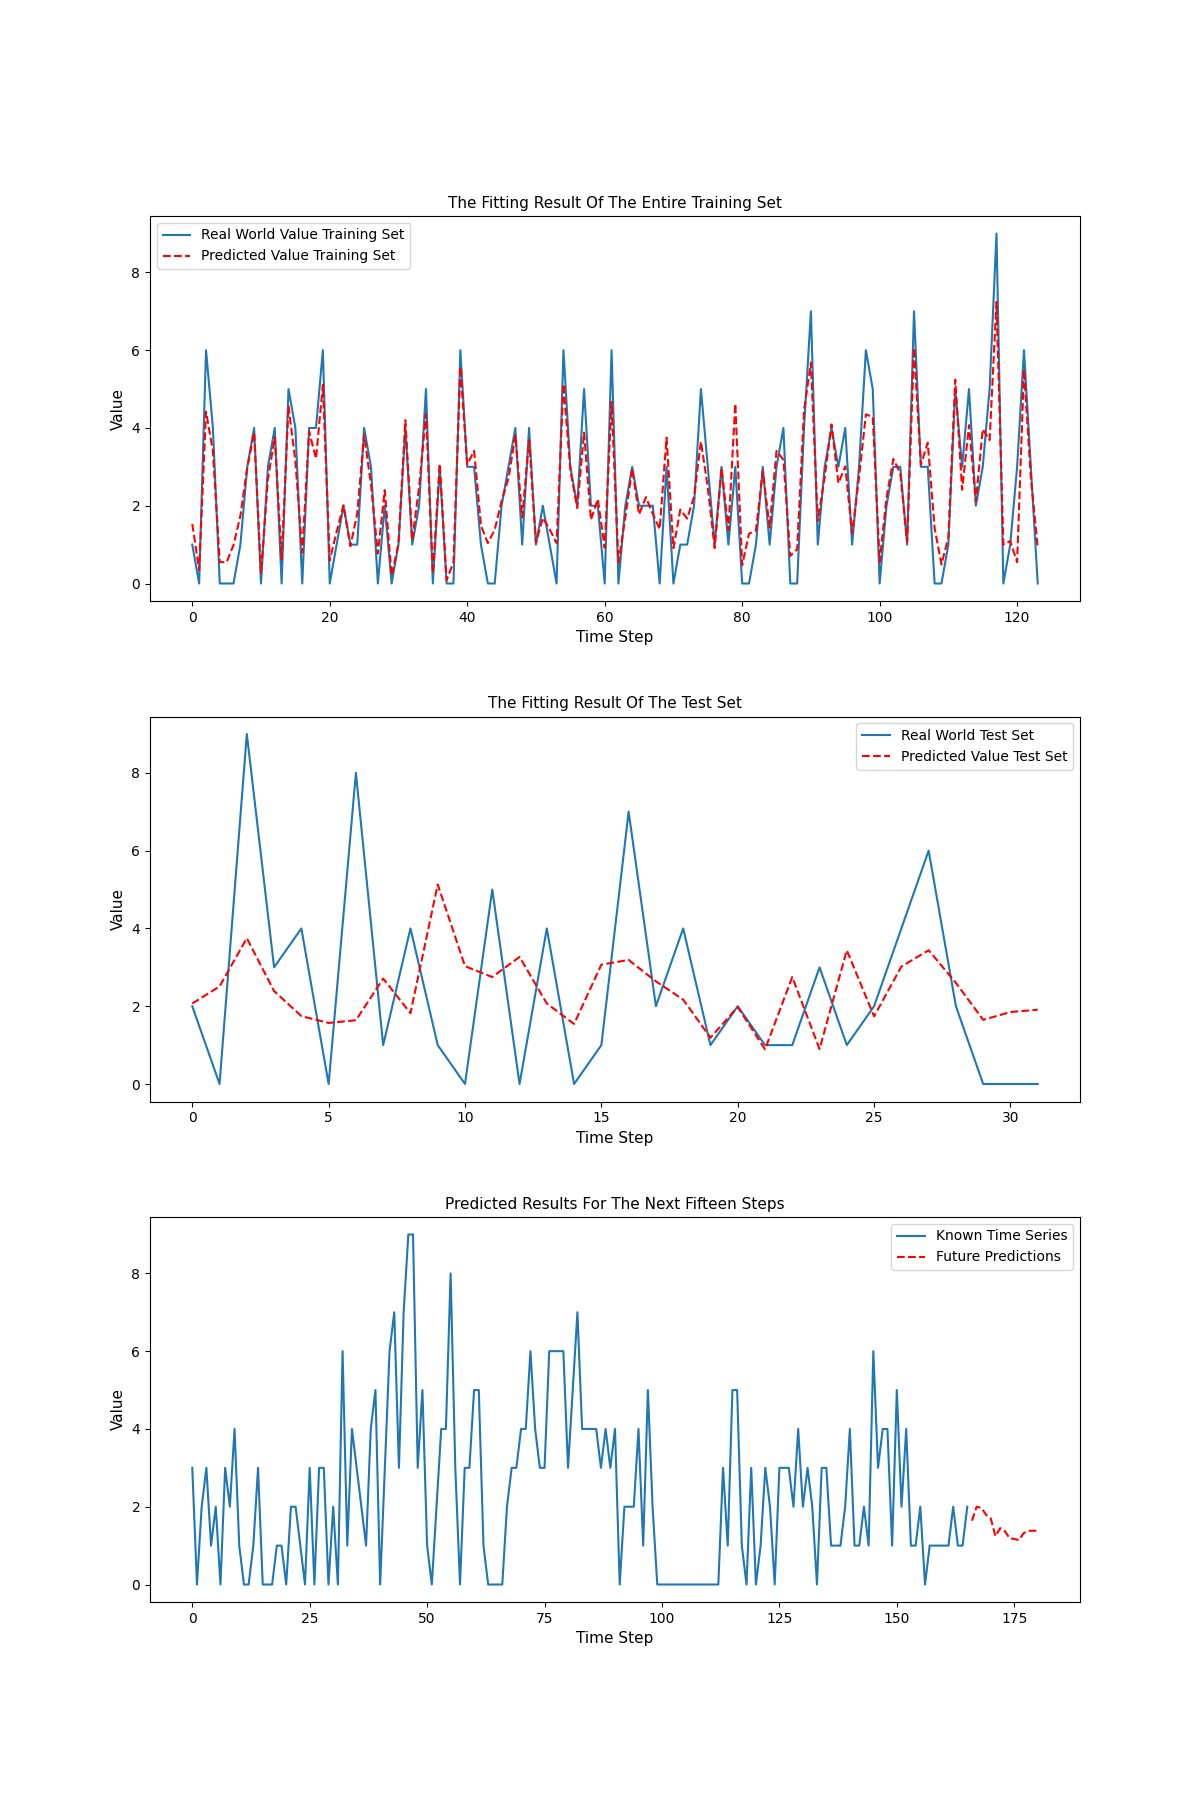 The Fitting Result Of The Entire Training Set
Real World Value Training Set
Predicted Value Training Set
Value
8
6
4
2
0
0 20 40 60 80 100 120
Time Step
The Fitting Result Of The Test Set
Real World Test Set
Predicted Value Test Set
Value
8
6
4
2
0
0 5 10 15 20 25 30
Time Step
Predicted Results For The Next Fifteen Steps
Known Time Series
Future Predictions
Value
8
6
4
2
0
0 25 50 75 100 125 150 175
Time Step